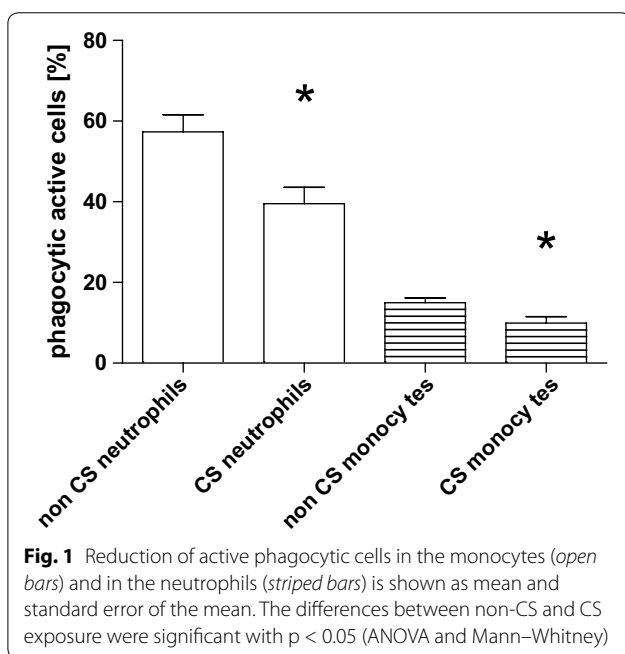 80
60
40
20
0
phagocytic active cells [%]
*
*
non CS neutrophils
CS neutrophils
non CS monocy tes
CS monocy tes
Fig. 1 Reduction of active phagocytic cells in the monocytes (open
bars) and in the neutrophils (striped bars) is shown as mean and
standard error of the mean. The differences between non-CS and CS
exposure were significant with p < 0.05 (ANOVA and Mann–Whitney)